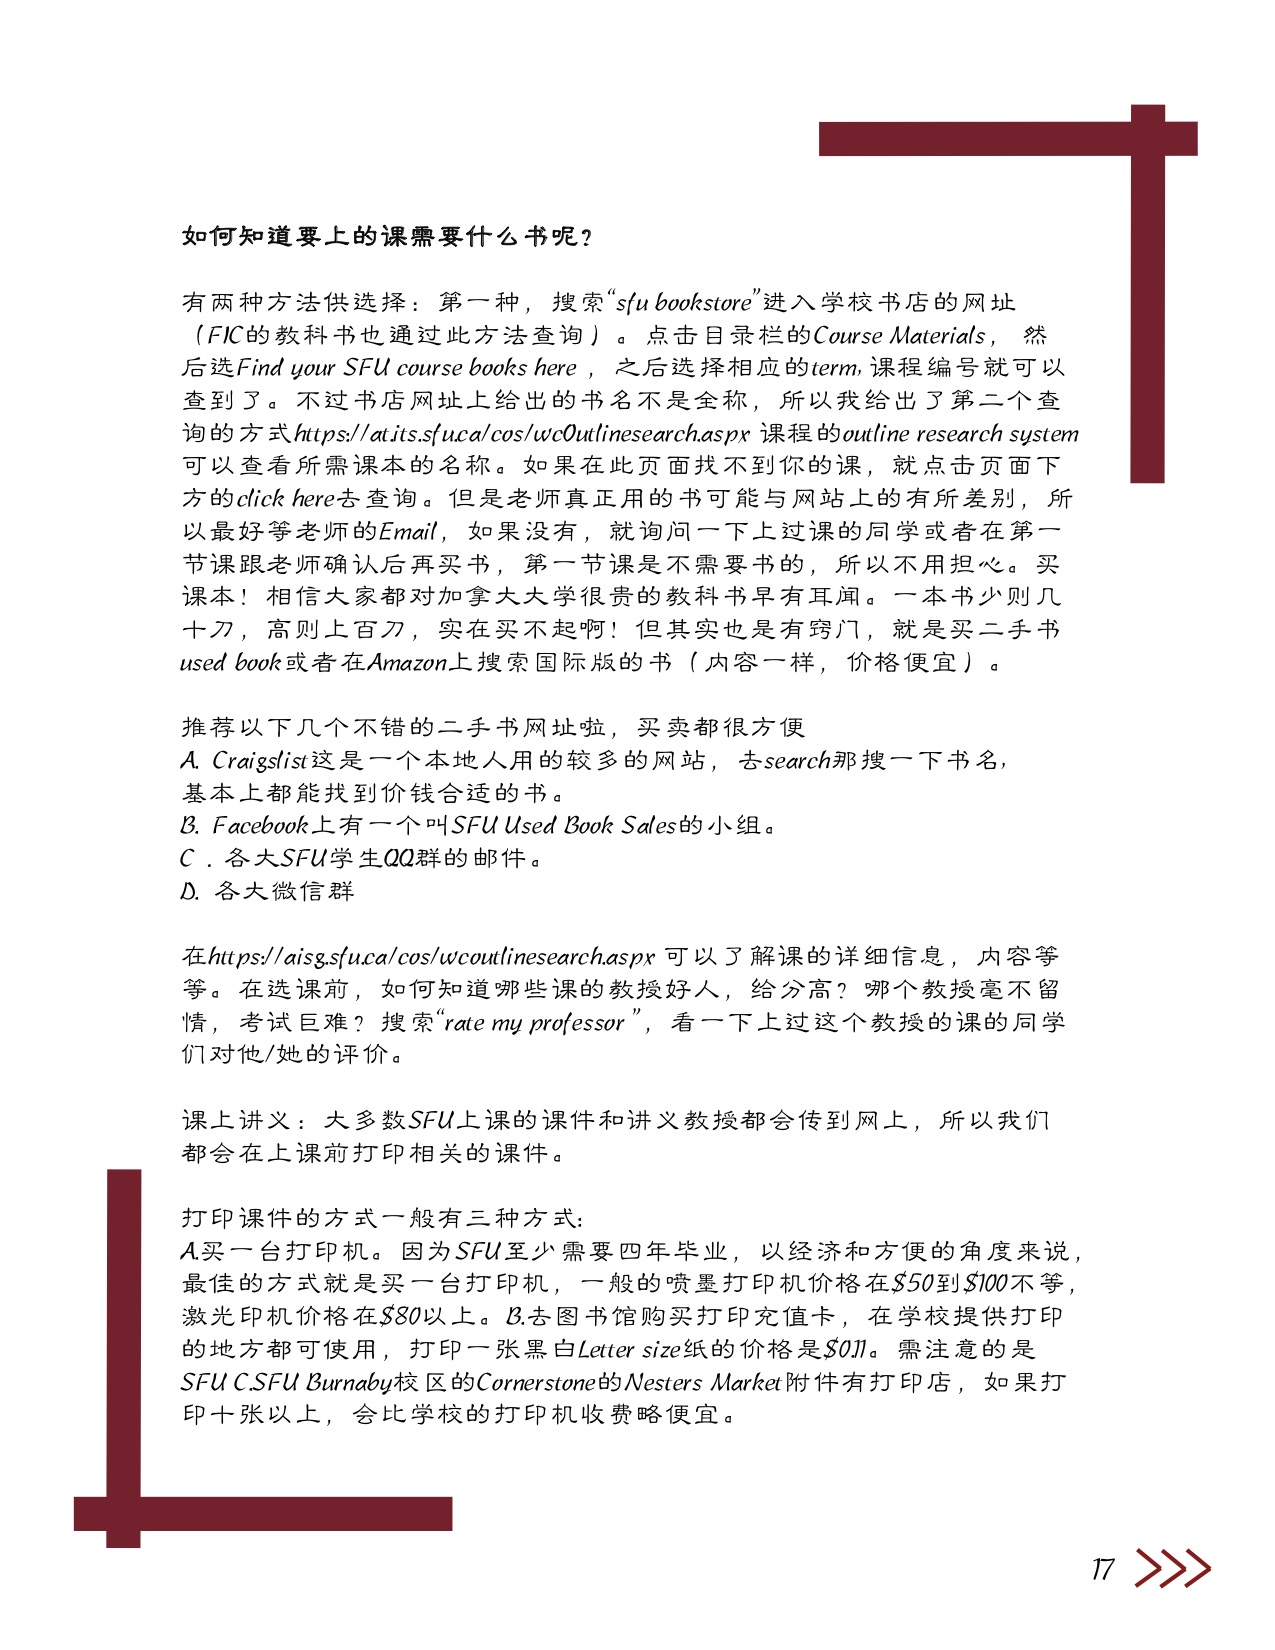 如何知道要上的课需要什么书呢？
有两种方法供选择：第一种，搜索“sfu bookstore”进入学校书店的网址
（FIC的教科书也通过此方法查询）。点击目录栏的Course Materials， 然
后选Find your SFU course books here ，之后选择相应的term, 课程编号就可以
查到了。不过书店网址上给出的书名不是全称，所以我给出了第二个查
询的方式https://at.its.sfu.ca/cos/wcOutlinesearch.aspx 课程的outline research system
可以查看所需课本的名称。如果在此页面找不到你的课，就点击页面下
方的click here去查询。但是老师真正用的书可能与网站上的有所差别，所
以最好等老师的Email，如果没有，就询问一下上过课的同学或者在第一
节课跟老师确认后再买书，第一节课是不需要书的，所以不用担心。买
课本！相信大家都对加拿大大学很贵的教科书早有耳闻。一本书少则几
十刀，高则上百刀，实在买不起啊！但其实也是有窍门，就是买二手书
used book或者在Amazon上搜索国际版的书（内容一样，价格便宜）。
推荐以下几个不错的二手书网址啦，买卖都很方便
A. Craigslist这是一个本地人用的较多的网站，去search那搜一下书名,
基本上都能找到价钱合适的书。
B. Facebook上有一个叫SFU Used Book Sales的小组。
C . 各大SFU学生QQ群的邮件。
D. 各大微信群
在https://aisg.sfu.ca/cos/wcoutlinesearch.aspx 可以了解课的详细信息，内容等
等。在选课前，如何知道哪些课的教授好人，给分高？哪个教授毫不留
情，考试巨难？搜索“rate my professor ”，看一下上过这个教授的课的同学
们对他/她的评价。
课上讲义：大多数SFU上课的课件和讲义教授都会传到网上，所以我们
都会在上课前打印相关的课件。
打印课件的方式一般有三种方式:
A.买一台打印机。因为SFU至少需要四年毕业，以经济和方便的角度来说，
最佳的方式就是买一台打印机，一般的喷墨打印机价格在$50到$100不等，
激光印机价格在$80以上。B.去图书馆购买打印充值卡，在学校提供打印
的地方都可使用，打印一张黑白Letter size纸的价格是$0.11。需注意的是
SFU C.SFU Burnaby校区的Cornerstone的Nesters Market附件有打印店，如果打
印十张以上，会比学校的打印机收费略便宜。
17